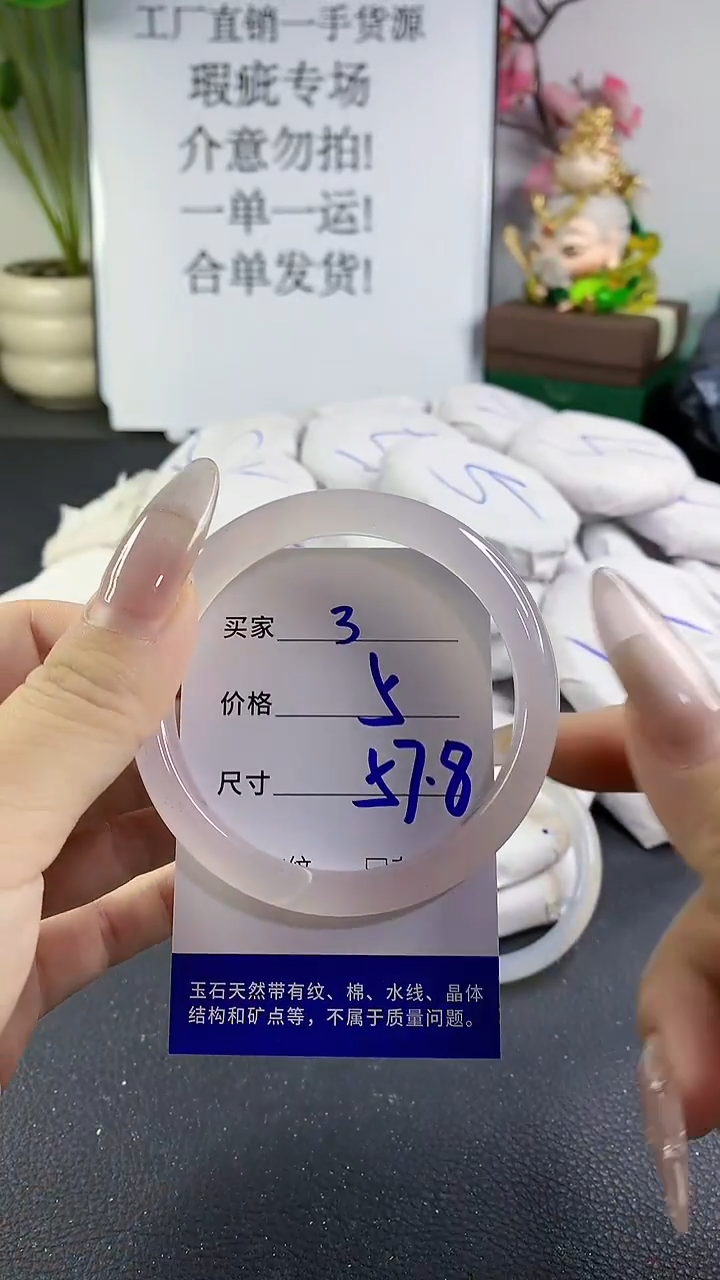 工厂直销一手货源
瑕疵专场
介意勿拍!
一单一运!
合单发货!
买家 3
价格 5
尺寸 57.8
纹
玉石天然带有纹、棉、水线、晶体
结构和矿点等，不属于质量问题。